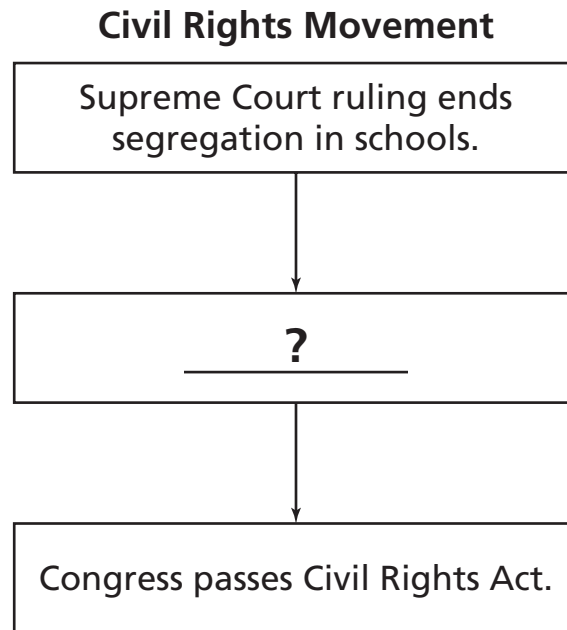 Civil Rights Movement
Supreme Court ruling ends
segregation in schools.
?
Congress passes Civil Rights Act.